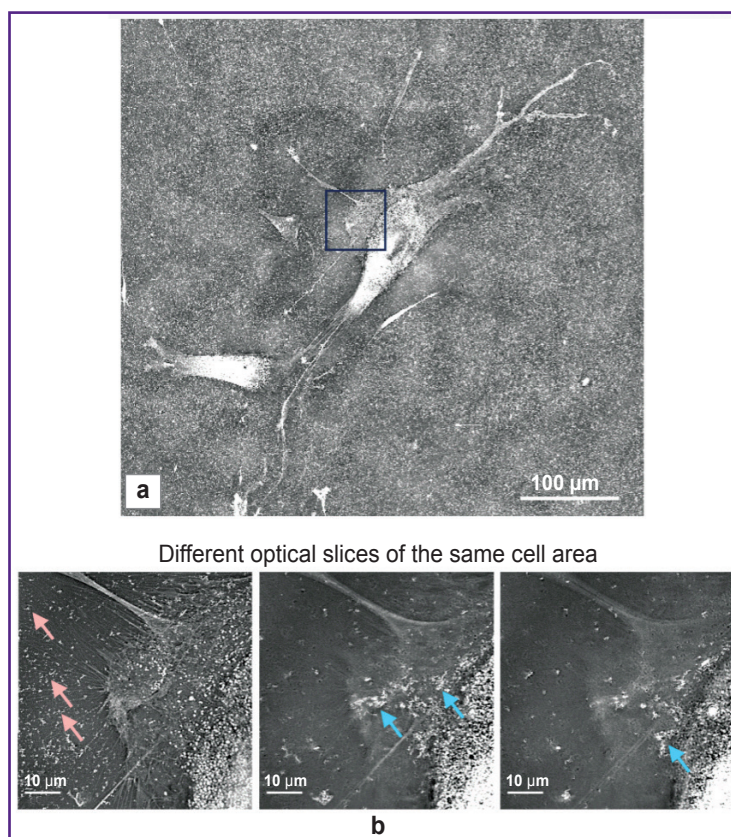 a
100 µm
Different optical slices of the same cell area
10 µm
10 µm
10 µm
b